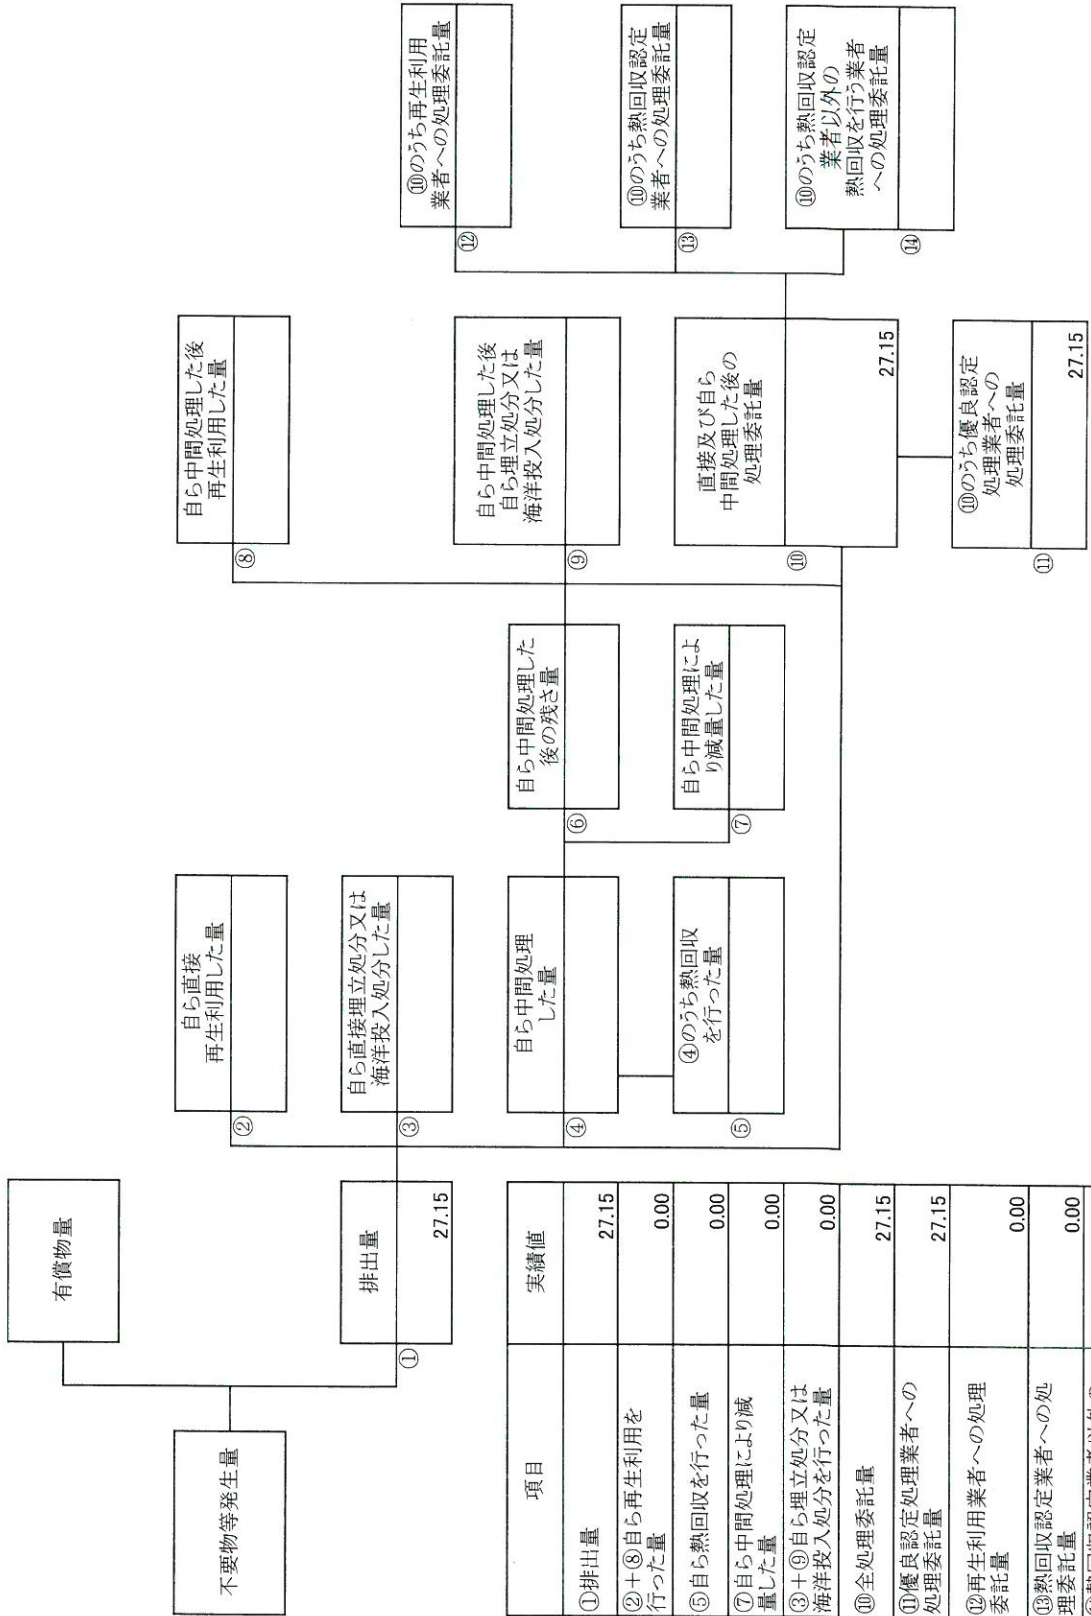 不要物等発生量
有償物量
①
排出量
27.15
②
自ら直接
再生利用した量
③
自ら直接埋立処分又は
海洋投入処分した量
④
自ら中間処理
した量
⑤
④のうち熱回収
を行った量
⑥
自ら中間処理した
後の残さ量
⑦
自ら中間処理によ
り減量した量
⑧
自ら中間処理した後
再生利用した量
⑨
自ら中間処理した後
自ら埋立処分又は
海洋投入処分した量
⑩
直接及び自ら
中間処理した後の
処理委託量
27.15
⑪
⑩のうち優良認定
処理業者への
処理委託量
27.15
⑫
⑩のうち再生利用
業者への処理委託量
⑬
⑩のうち熱回収認定
業者への処理委託量
⑭
⑩のうち熱回収認定
業者以外の
熱回収を行う業者
への処理委託量
項目
実績値
①排出量
27.15
②+⑧自ら再生利用を
行った量
0.00
⑤自ら熱回収を行った量
0.00
⑦自ら中間処理により減
量した量
0.00
③+⑨自ら埋立処分又は
海洋投入処分を行った量
0.00
⑩全処理委託量
27.15
⑪優良認定処理業者への
処理委託量
27.15
⑫再生利用業者への処理
委託量
0.00
⑬熱回収認定業者への処
理委託量
0.00